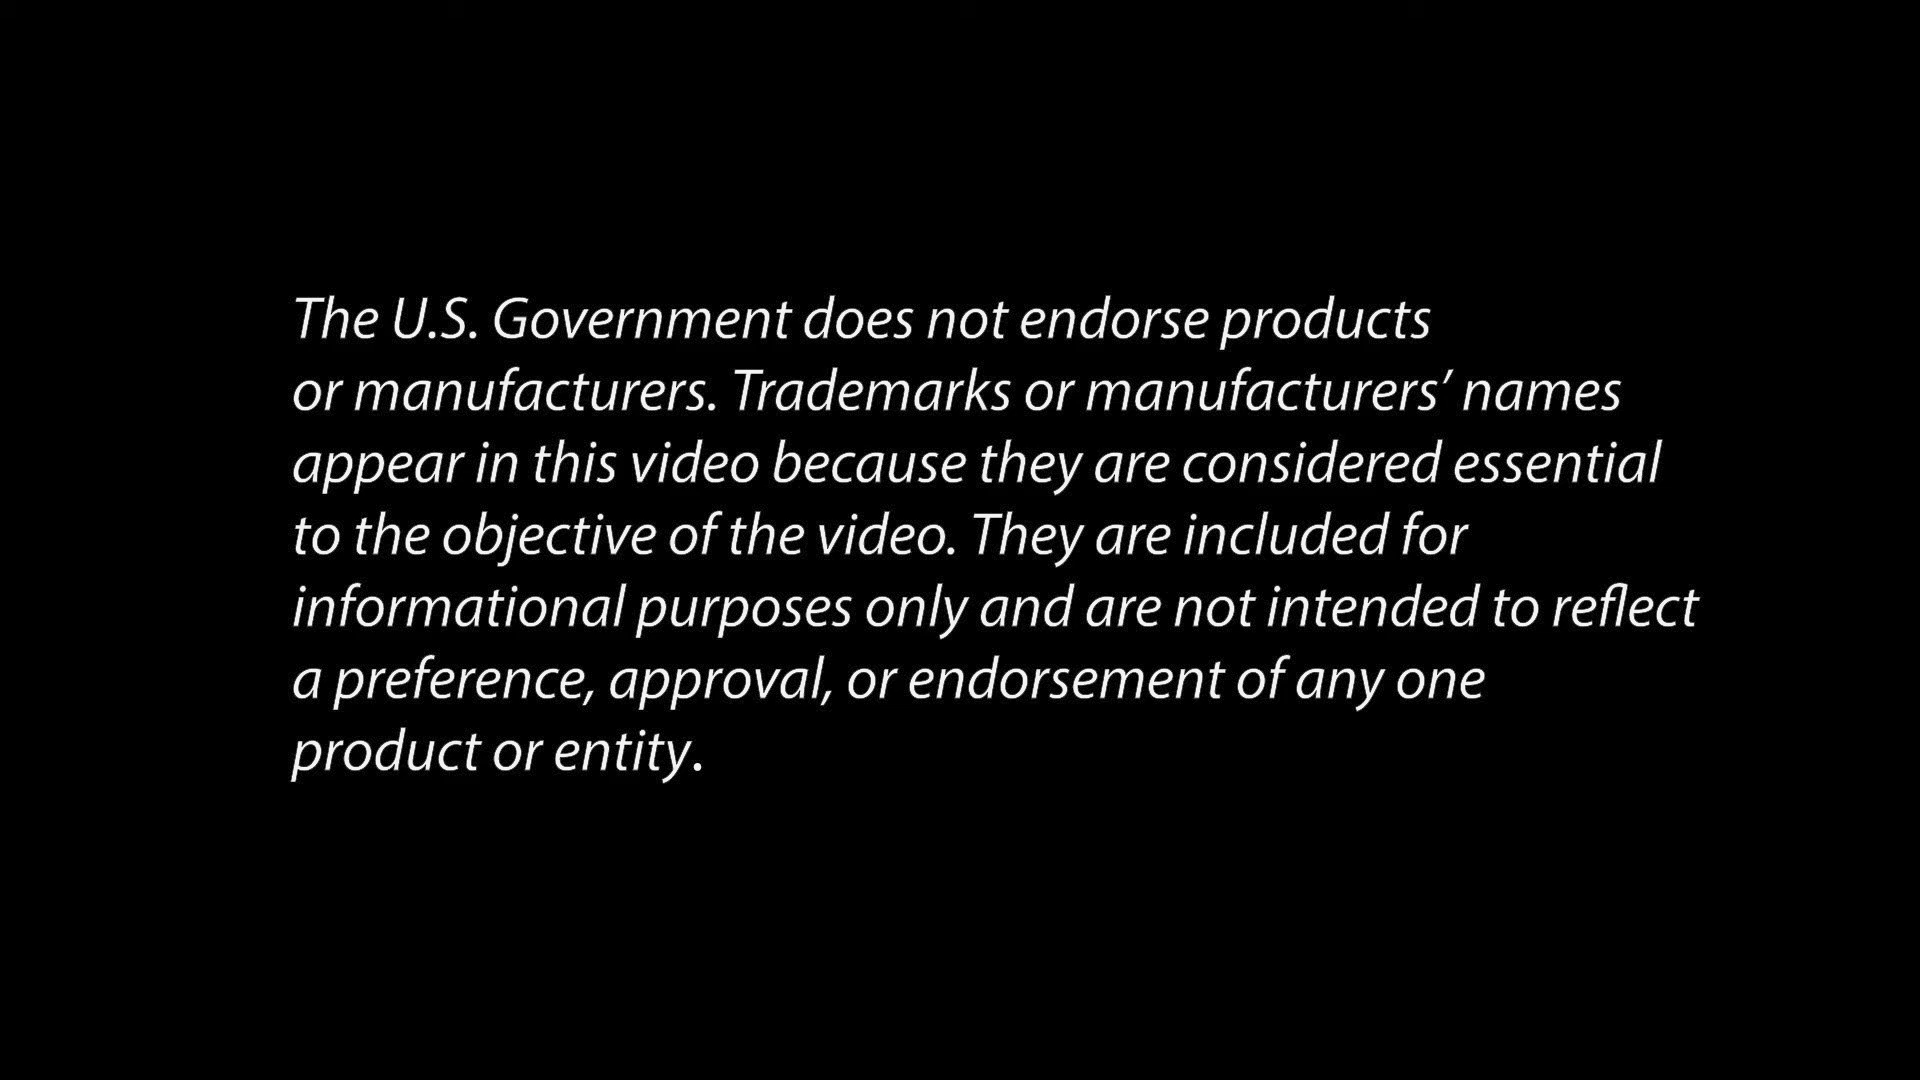 The U.S. Government does not endorse products
or manufacturers. Trademarks or manufacturers’ names
appear in this video because they are considered essential
to the objective of the video. They are included for
informational purposes only and are not intended to reflect
a preference, approval, or endorsement of any one
product or entity.